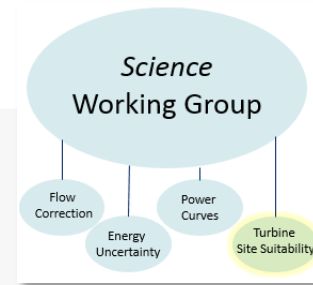 Science
Working Group
Flow
Correction
Energy
Uncertainty
Power
Curves
Turbine
Site Suitability